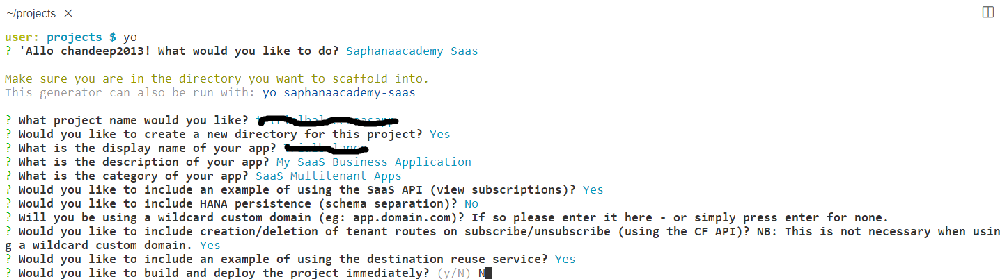 ~/projects ×
user: projects $ yo
? 'Allo chandeep2013! What would you like to do? Saphanaacademy Saas
Make sure you are in the directory you want to scaffold into.
This generator can also be run with: yo saphanaacademy-saas
? What project name would you like?
? Would you like to create a new directory for this project? Yes
? What is the display name of your app?
? What is the description of your app? My SaaS Business Application
? What is the category of your app? SaaS Multitenant Apps
? Would you like to include an example of using the SaaS API (view subscriptions)? Yes
? Would you like to include HANA persistence (schema separation)? No
? Will you be using a wildcard custom domain (eg: app.domain.com)? If so please enter it here - or simply press enter for none.
? Would you like to include creation/deletion of tenant routes on subscribe/unsubscribe (using the CF API)? NB: This is not necessary when usin
g a wildcard custom domain. Yes
? Would you like to include an example of using the destination reuse service? Yes
? Would you like to build and deploy the project immediately? (y/N) N